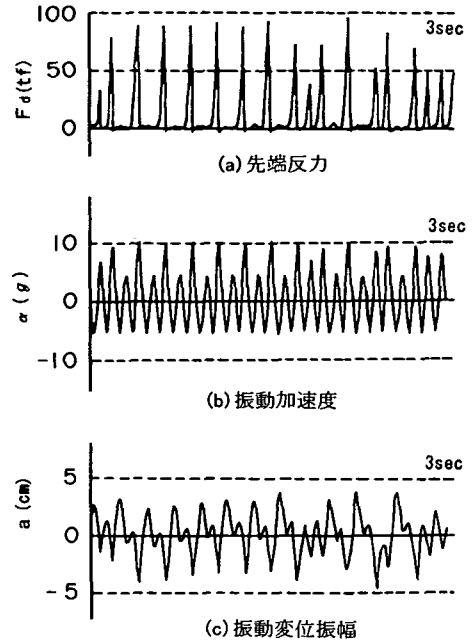 100
50
0
Fd(tf)
3sec
(a)先端反力
10
0
-10
α(g)
3sec
(b)振動加速度
5
0
-5
a(cm)
3sec
(c)振動変位振幅